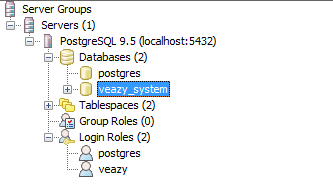 Server Groups
Servers (1)
PostgreSQL 9.5 (localhost:5432)
Databases (2)
postgres
veazy_system
Tablespaces (2)
Group Roles (0)
Login Roles (2)
postgres
veazy